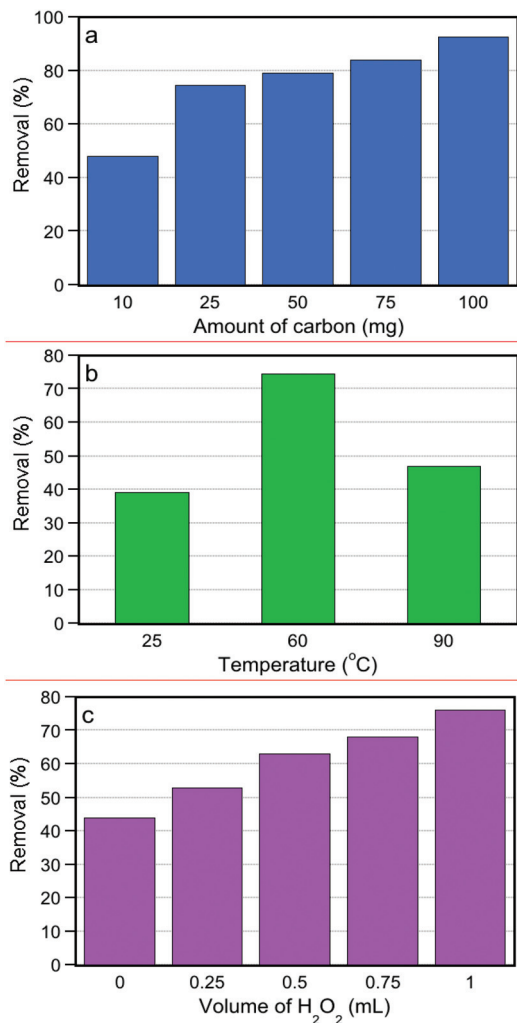 a
Removal (%)
100
80
60
40
20
0
10 25 50 75 100
Amount of carbon (mg)
b
Removal (%)
80
70
60
50
40
30
20
10
0
25 60 90
Temperature (°C)
c
Removal (%)
80
70
60
50
40
30
20
10
0
0 0.25 0.5 0.75 1
Volume of H₂O₂ (mL)